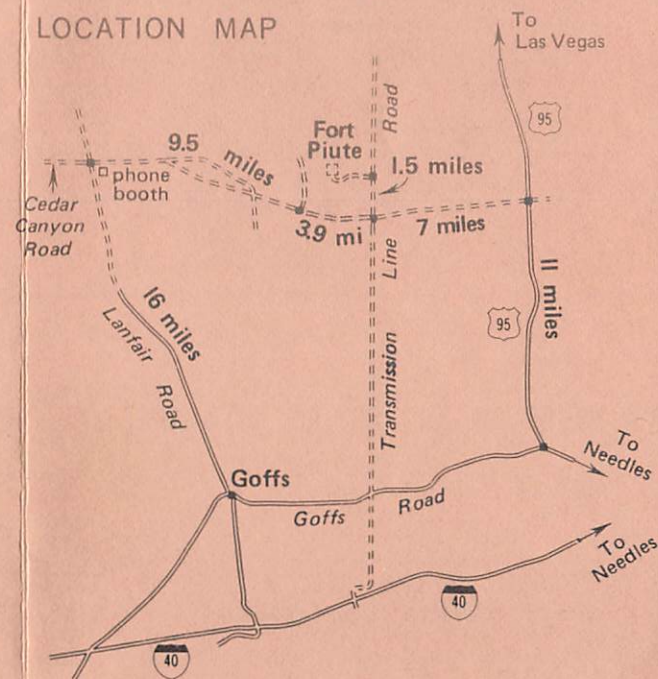 LOCATION MAP
To
Las Vegas
95
Road
Fort
Piute
9.5 miles
1.5 miles
phone
booth
Cedar
Canyon
Road
3.9 mi
7 miles
Line
11 miles
95
16 miles
Lanfair
Road
Transmission
To
Needles
Goffs
Goffs Road
To
Needles
40
40